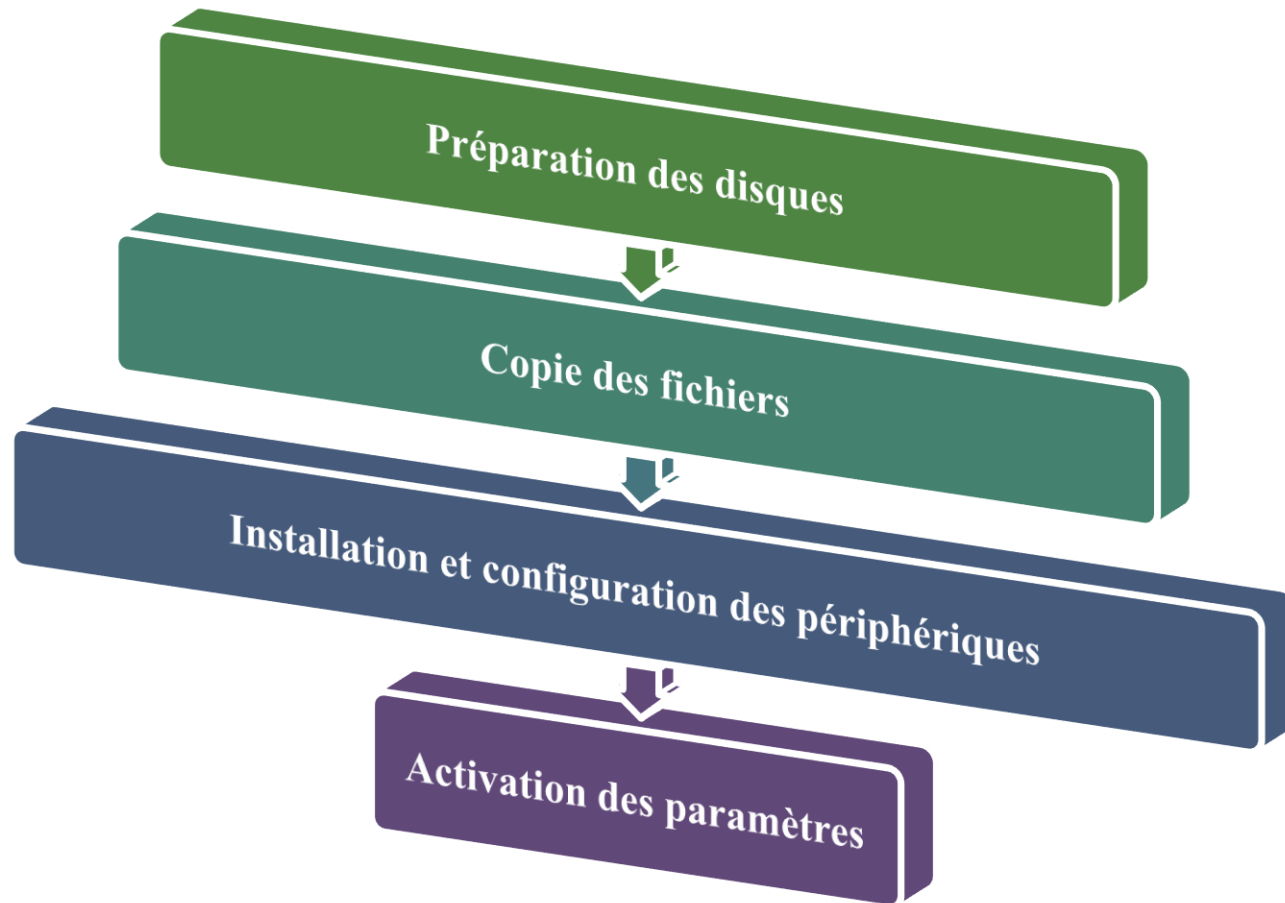 Préparation des disques
Copie des fichiers
Installation et configuration des périphériques
Activation des paramètres